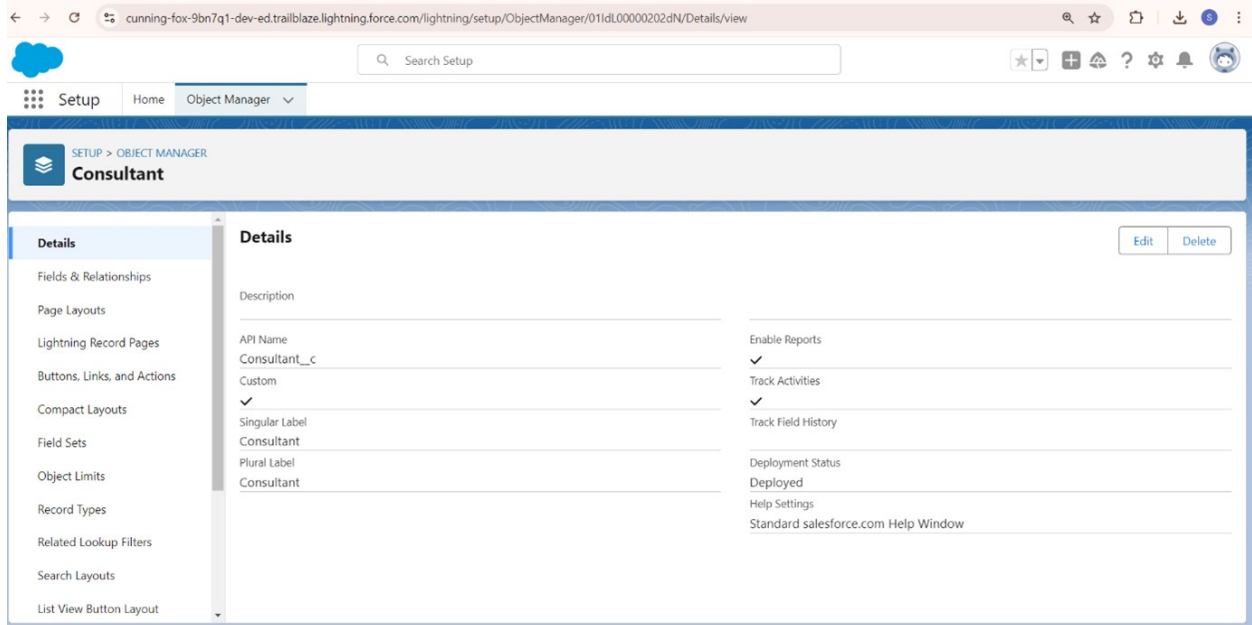 cunning-fox-9bn7q1-dev-ed.trailblaze.lightning.force.com/lightning/setup/ObjectManager/01IdL00000202dN/Details/view
S
Search Setup
Setup Home Object Manager
SETUP > OBJECT MANAGER
Consultant
Details
Fields & Relationships
Page Layouts
Lightning Record Pages
Buttons, Links, and Actions
Compact Layouts
Field Sets
Object Limits
Record Types
Related Lookup Filters
Search Layouts
List View Button Layout
Details
Edit Delete
Description
API Name
Consultant__c
Custom
Singular Label
Consultant
Plural Label
Consultant
Enable Reports
Track Activities
Track Field History
Deployment Status
Deployed
Help Settings
Standard salesforce.com Help Window